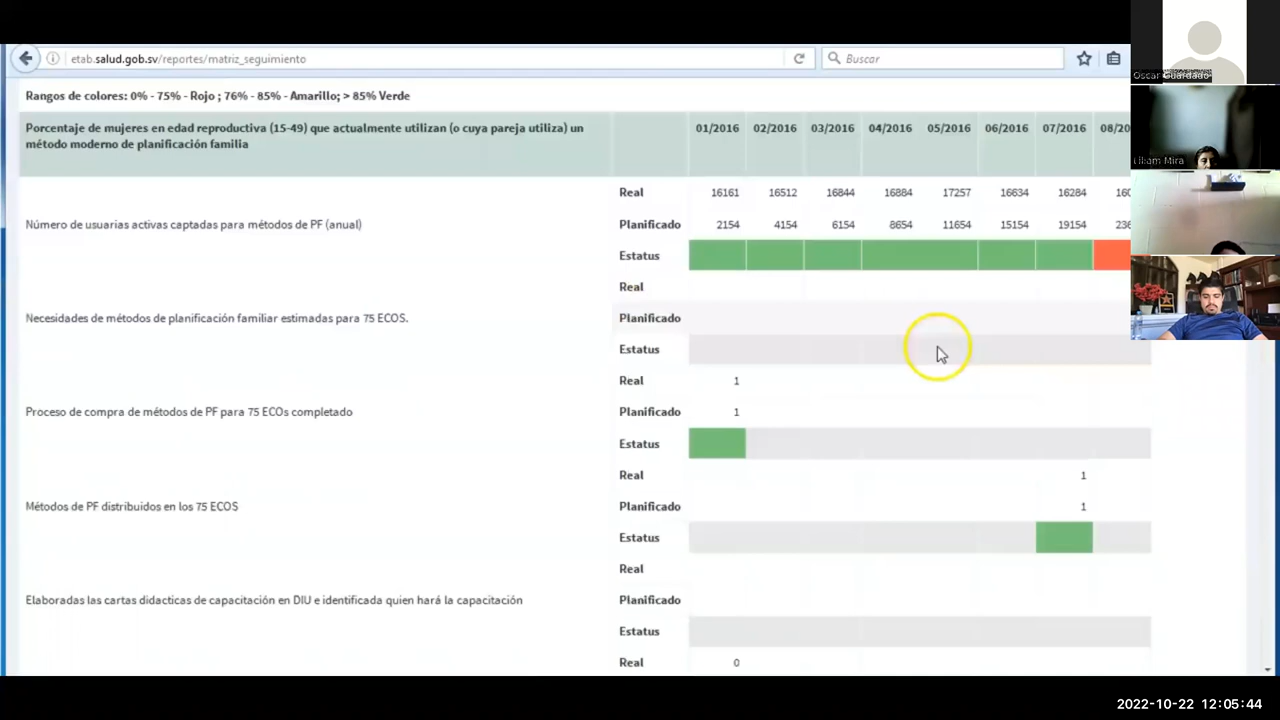 etab.salud.gob.sv/reportes/matriz_seguimiento
Buscar
Oscar Guardado
Liliam Mira
Rangos de colores: 0% - 75% - Rojo ; 76% - 85% - Amarillo; > 85% Verde
Porcentaje de mujeres en edad reproductiva (15-49) que actualmente utilizan (o cuya pareja utiliza) un
método moderno de planificación familia
01/2016 02/2016 03/2016 04/2016 05/2016 06/2016 07/2016 08/20
Real 16161 16512 16844 16884 17257 16634 16284 160
Número de usuarias activas captadas para métodos de PF (anual)
Planificado 2154 4154 6154 8654 11654 15154 19154 236
Estatus
Real
Necesidades de métodos de planificación familiar estimadas para 75 ECOS.
Planificado
Estatus
Real 1
Proceso de compra de métodos de PF para 75 ECOs completado
Planificado 1
Estatus
Real 1
Métodos de PF distribuidos en los 75 ECOS
Planificado 1
Estatus
Real
Elaboradas las cartas didacticas de capacitación en DIU e identificada quien hará la capacitación
Planificado
Estatus
Real 0
2022-10-22 12:05:44